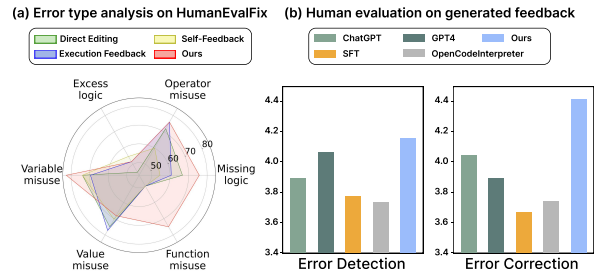 (a) Error type analysis on HumanEvalFix
Direct Editing
Self-Feedback
Execution Feedback
Ours
Excess
logic
Operator
misuse
Variable
misuse
Missing
logic
Value
misuse
Function
misuse
50
60
70
80
(b) Human evaluation on generated feedback
ChatGPT
GPT4
Ours
SFT
OpenCodeInterpreter
4.4
4.2
4.0
3.8
3.6
3.4
Error Detection
4.4
4.2
4.0
3.8
3.6
3.4
Error Correction